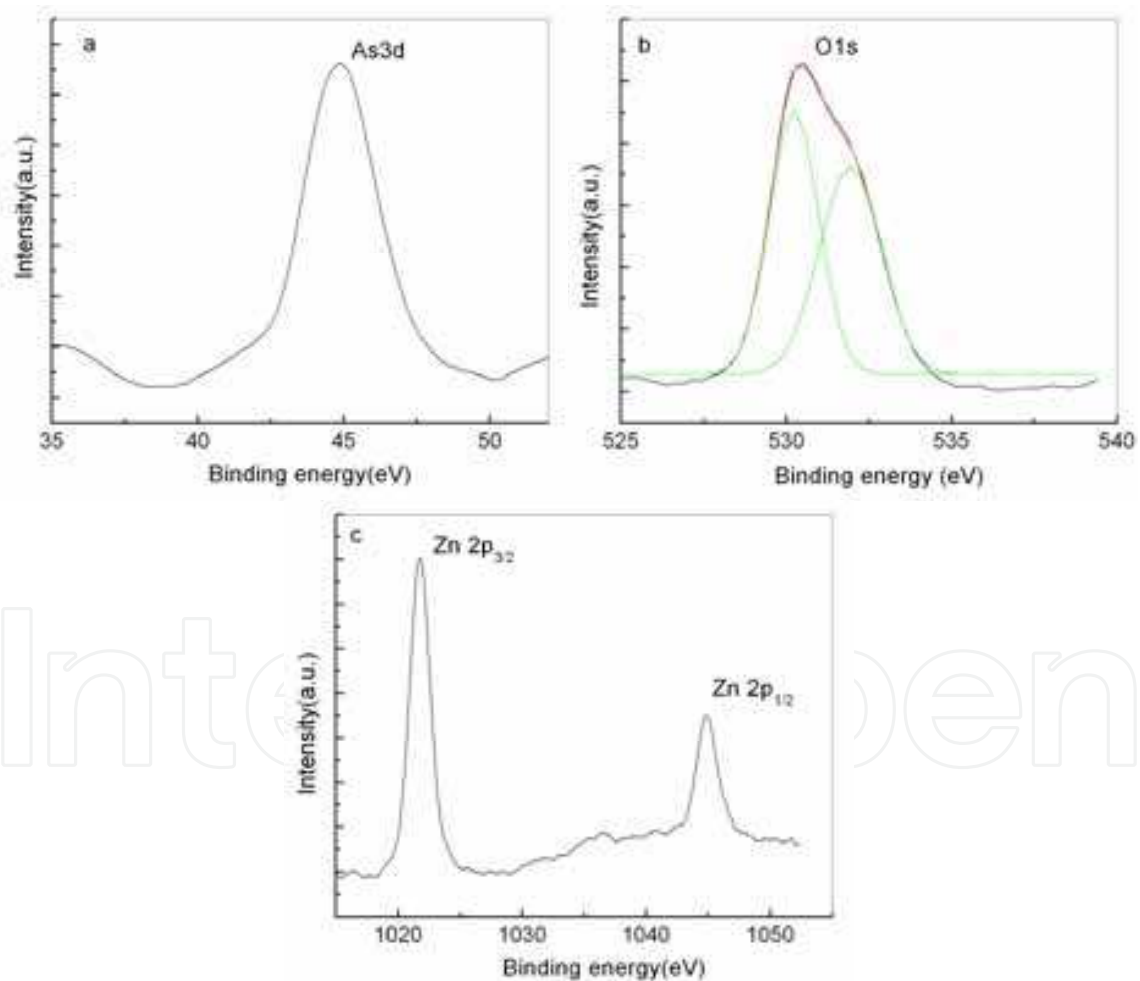 a
As3d
Intensity(a.u.)
35 40 45 50
Binding energy(eV)
b
O1s
Intensity(a.u.)
525 530 535 540
Binding energy (eV)
c
Zn 2p3/2
Zn 2p1/2
Intensity(a.u.)
1020 1030 1040 1050
Binding energy(eV)